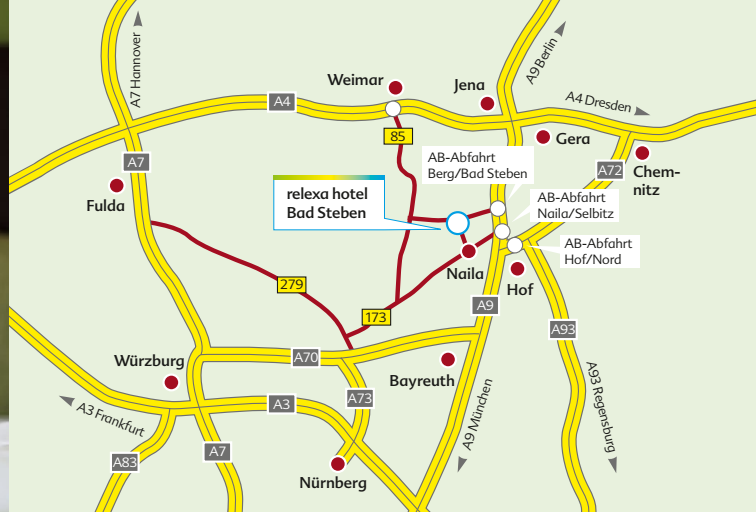 A7 Hannover
A9 Berlin
Weimar
Jena
A4
A4 Dresden
85
Gera
A7
AB-Abfahrt
Berg/Bad Steben
A72
Chem-
nitz
Fulda
relexa hotel
Bad Steben
AB-Abfahrt
Naila/Selbitz
AB-Abfahrt
Hof/Nord
Naila
Hof
279
173
A9
A93
Würzburg
A70
Bayreuth
A93 Regensburg
A3 Frankfurt
A3
A73
A9 München
A83
A7
Nürnberg